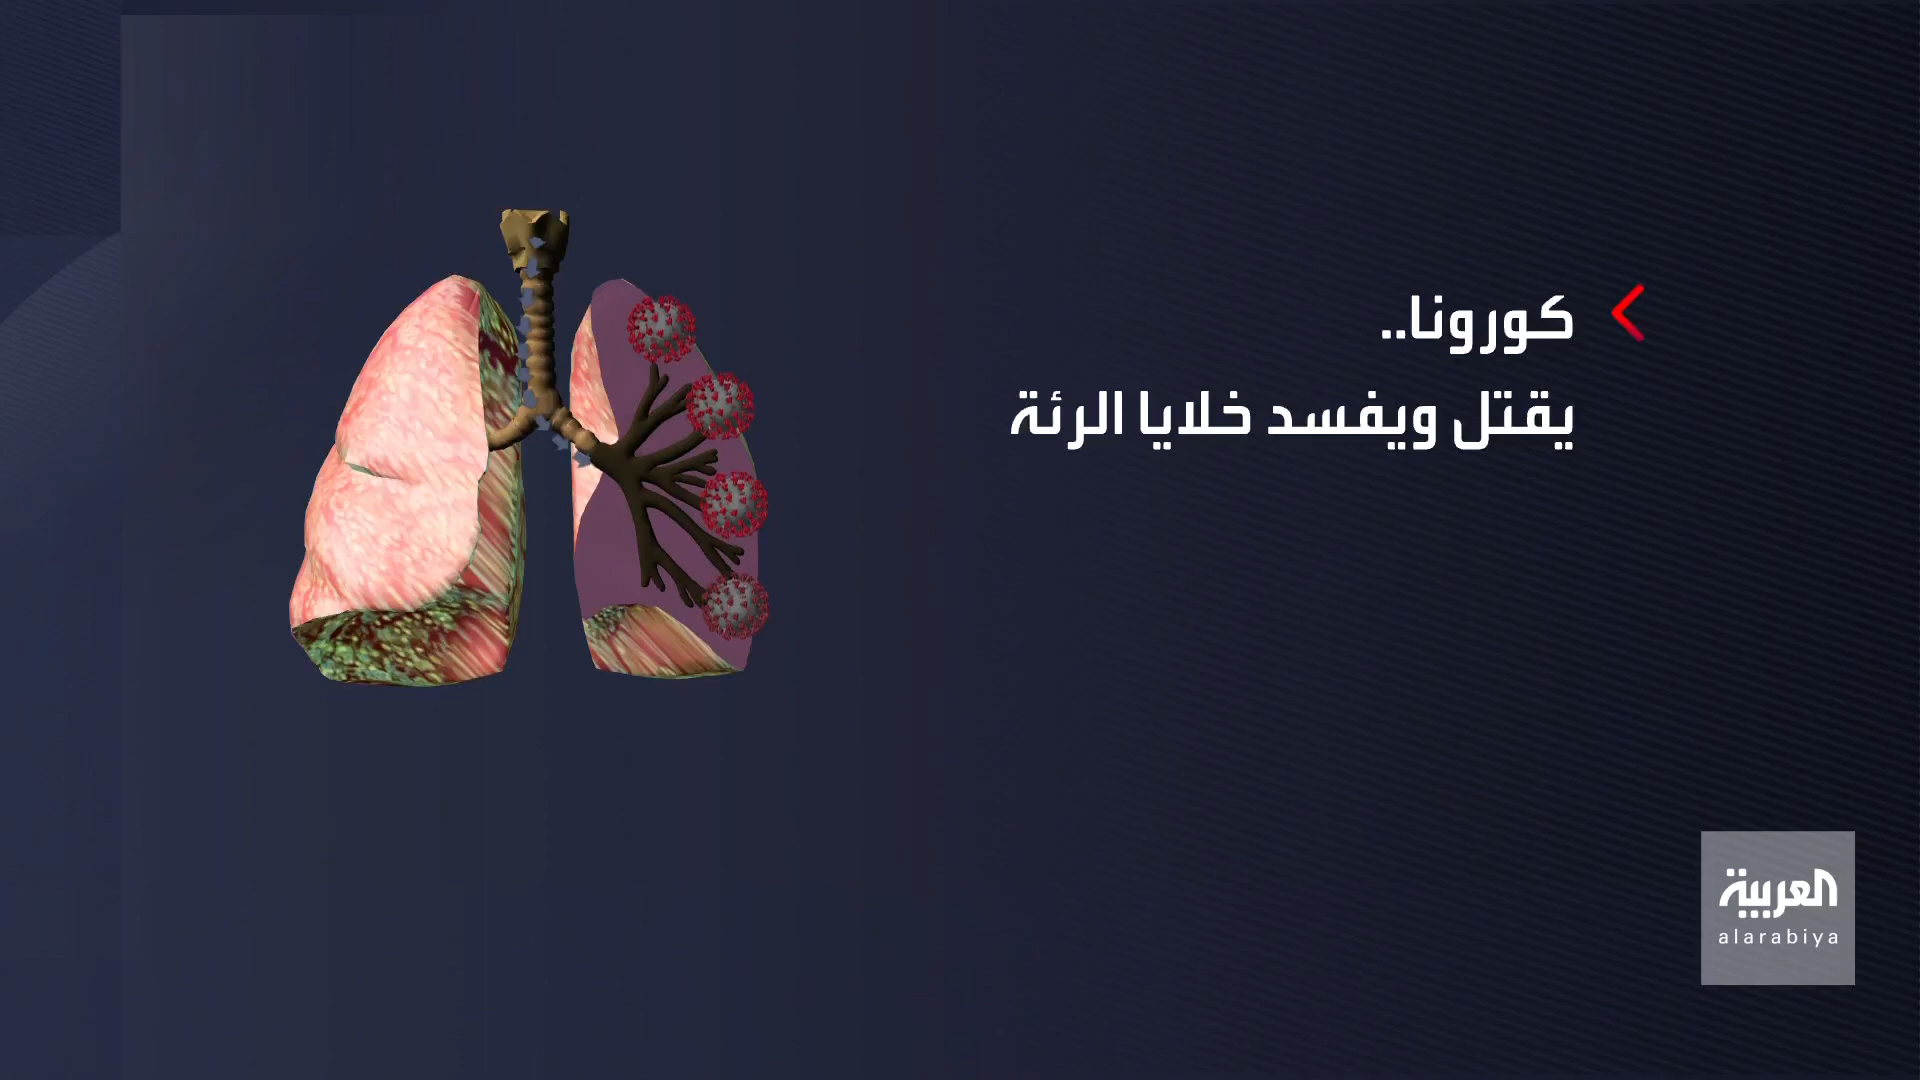 كورونا..
يقتل ويفسد خلايا الرئة
العربية
alarabiya